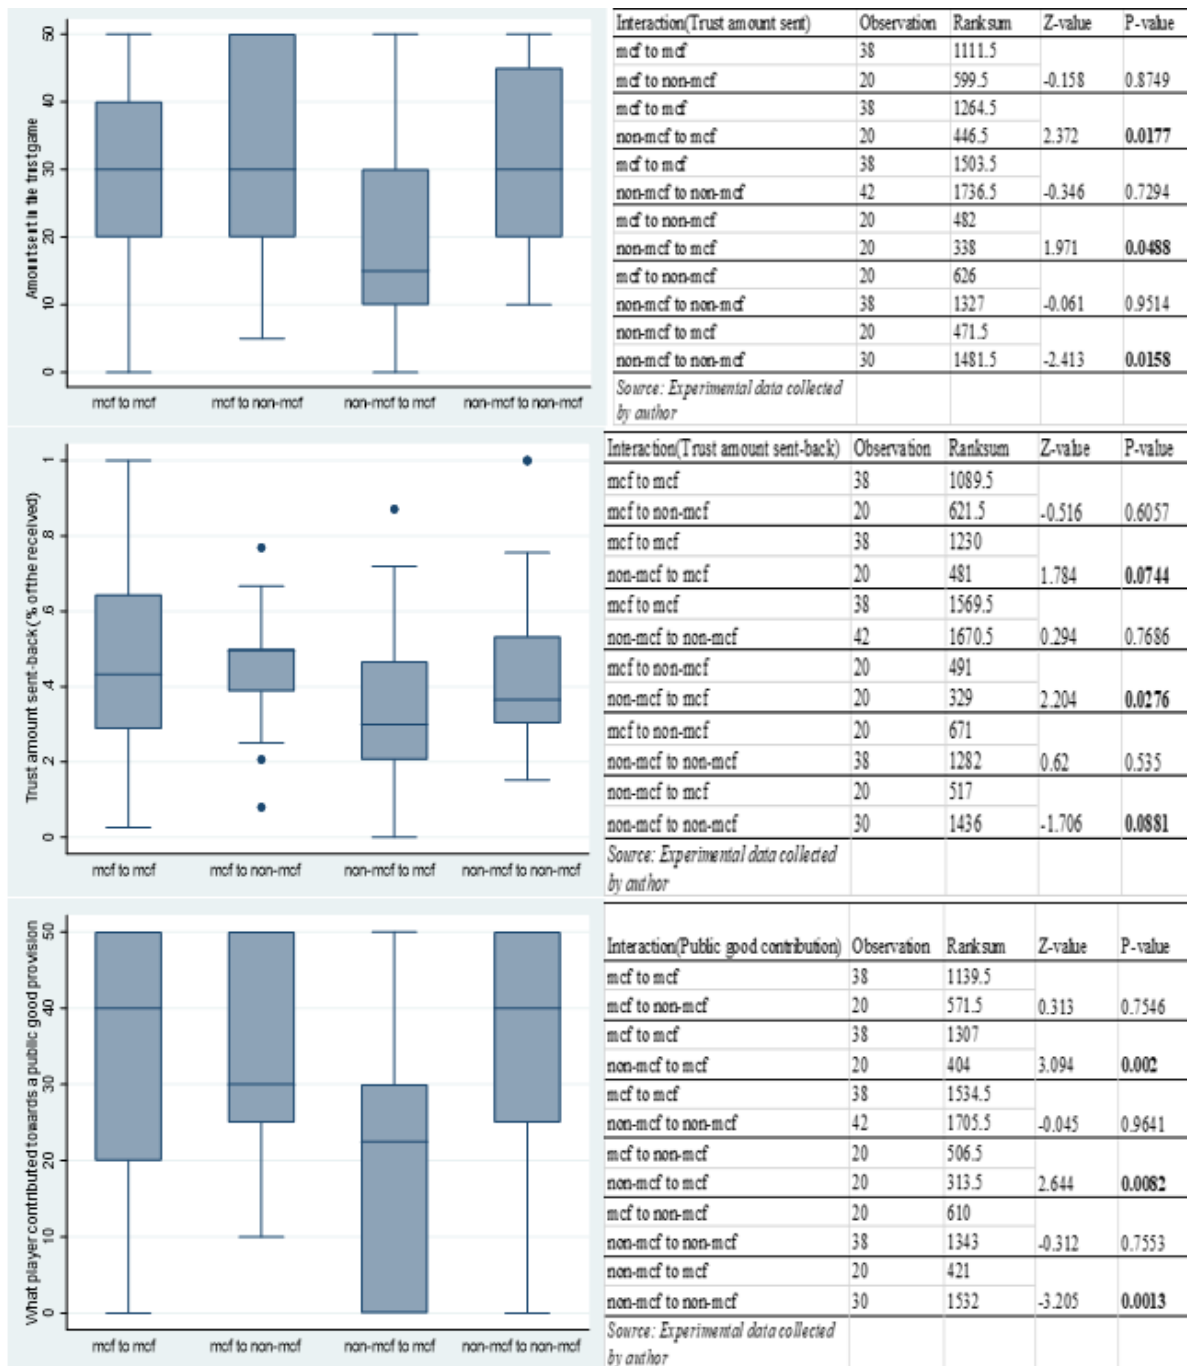 Amount sent in the trust game
60
40
30
20
10
0
mcf to mcf mcf to non-mcf non-mcf to mcf non-mcf to non-mcf
Interaction(Trust amount sent) Observation Ranksum Z-value P-value
mcf to mcf 38 1111.5
mcf to non-mcf 20 599.5 -0.158 0.8749
mcf to mcf 38 1264.5
non-mcf to mcf 20 446.5 2.372 0.0177
mcf to mcf 38 1503.5
non-mcf to non-mcf 42 1736.5 -0.346 0.7294
mcf to non-mcf 20 482
non-mcf to mcf 20 338 1.971 0.0488
mcf to non-mcf 20 626
non-mcf to non-mcf 38 1327 -0.061 0.9514
non-mcf to mcf 20 471.5
non-mcf to non-mcf 30 1481.5 -2.413 0.0158
Source: Experimental data collected
by author
Trust amount sent-back (% of the received)
1
.8
.6
.4
.2
0
mcf to mcf mcf to non-mcf non-mcf to mcf non-mcf to non-mcf
Interaction(Trust amount sent-back) Observation Ranksum Z-value P-value
mcf to mcf 38 1089.5
mcf to non-mcf 20 621.5 -0.516 0.6057
mcf to mcf 38 1230
non-mcf to mcf 20 481 1.784 0.0744
mcf to mcf 38 1569.5
non-mcf to non-mcf 42 1670.5 0.294 0.7686
mcf to non-mcf 20 491
non-mcf to mcf 20 329 2.204 0.0276
mcf to non-mcf 20 671
non-mcf to non-mcf 38 1282 0.62 0.535
non-mcf to mcf 20 517
non-mcf to non-mcf 30 1436 -1.706 0.0881
Source: Experimental data collected
by author
What player contributed towards a public good provision
50
40
30
20
10
0
mcf to mcf mcf to non-mcf non-mcf to mcf non-mcf to non-mcf
Interaction(Public good contribution) Observation Ranksum Z-value P-value
mcf to mcf 38 1139.5
mcf to non-mcf 20 571.5 0.313 0.7546
mcf to mcf 38 1307
non-mcf to mcf 20 404 3.094 0.002
mcf to mcf 38 1534.5
non-mcf to non-mcf 42 1705.5 -0.045 0.9641
mcf to non-mcf 20 506.5
non-mcf to mcf 20 313.5 2.644 0.0082
mcf to non-mcf 20 610
non-mcf to non-mcf 38 1343 -0.312 0.7553
non-mcf to mcf 20 421
non-mcf to non-mcf 30 1532 -3.205 0.0013
Source: Experimental data collected
by author